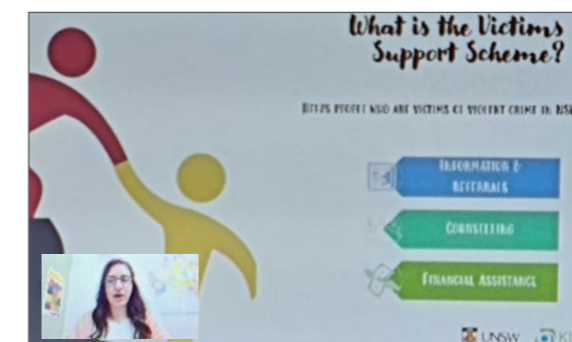 What is the Victims
Support Scheme?
HELPS PEOPLE WHO ARE VICTIMS OF VIOLENT CRIME IN
INFORMATION &
REFERRALS
COUNSELLING
FINANCIAL ASSISTANCE
UNSW